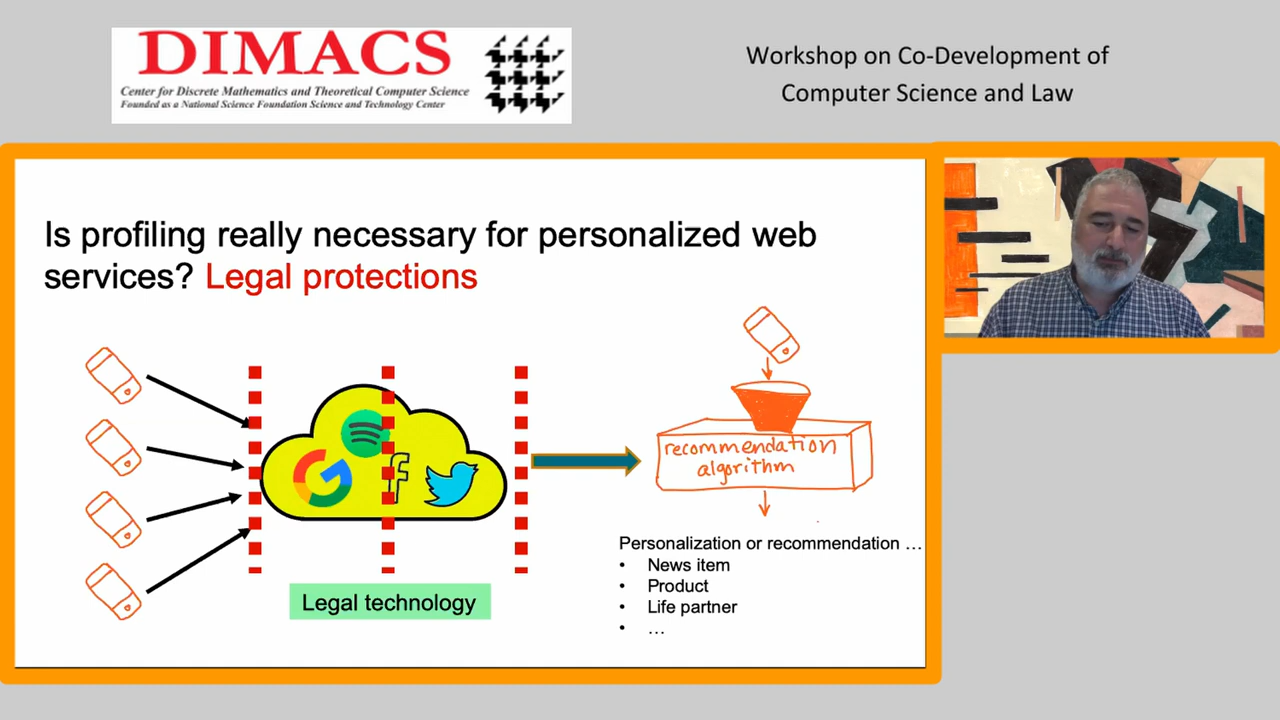 DIMACS
Center for Discrete Mathematics and Theoretical Computer Science
Founded as a National Science Foundation Science and Technology Center
Workshop on Co-Development of
Computer Science and Law
Is profiling really necessary for personalized web
services? Legal protections
recommendation
algorithm
Legal technology
Personalization or recommendation …
• News item
• Product
• Life partner
• …